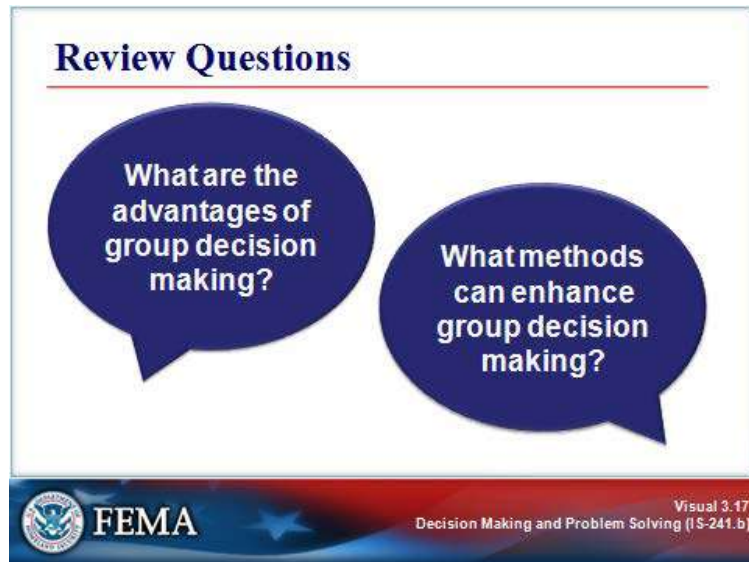 Review Questions
What are the
advantages of
group decision
making?
What methods
can enhance
group decision
making?
FEMA
Visual 3.17
Decision Making and Problem Solving (IS-241.b)